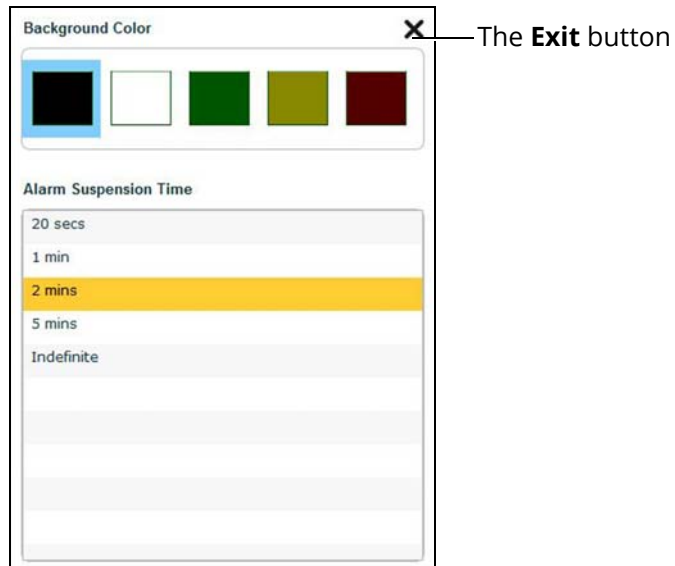 Background Color
The Exit button
Alarm Suspension Time
20 secs
1 min
2 mins
5 mins
Indefinite